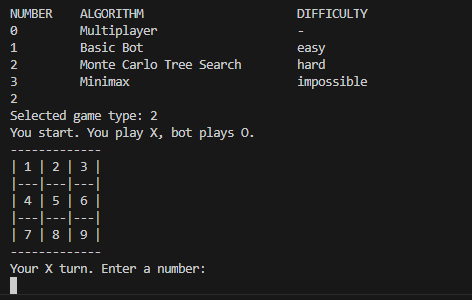 NUMBER    ALGORITHM                      DIFFICULTY
0         Multiplayer                    -
1         Basic Bot                      easy
2         Monte Carlo Tree Search        hard
3         Minimax                        impossible
2
Selected game type: 2
You start. You play X, bot plays O.
-------------
| 1 | 2 | 3 |
|---|---|---|
| 4 | 5 | 6 |
|---|---|---|
| 7 | 8 | 9 |
-------------
Your X turn. Enter a number: